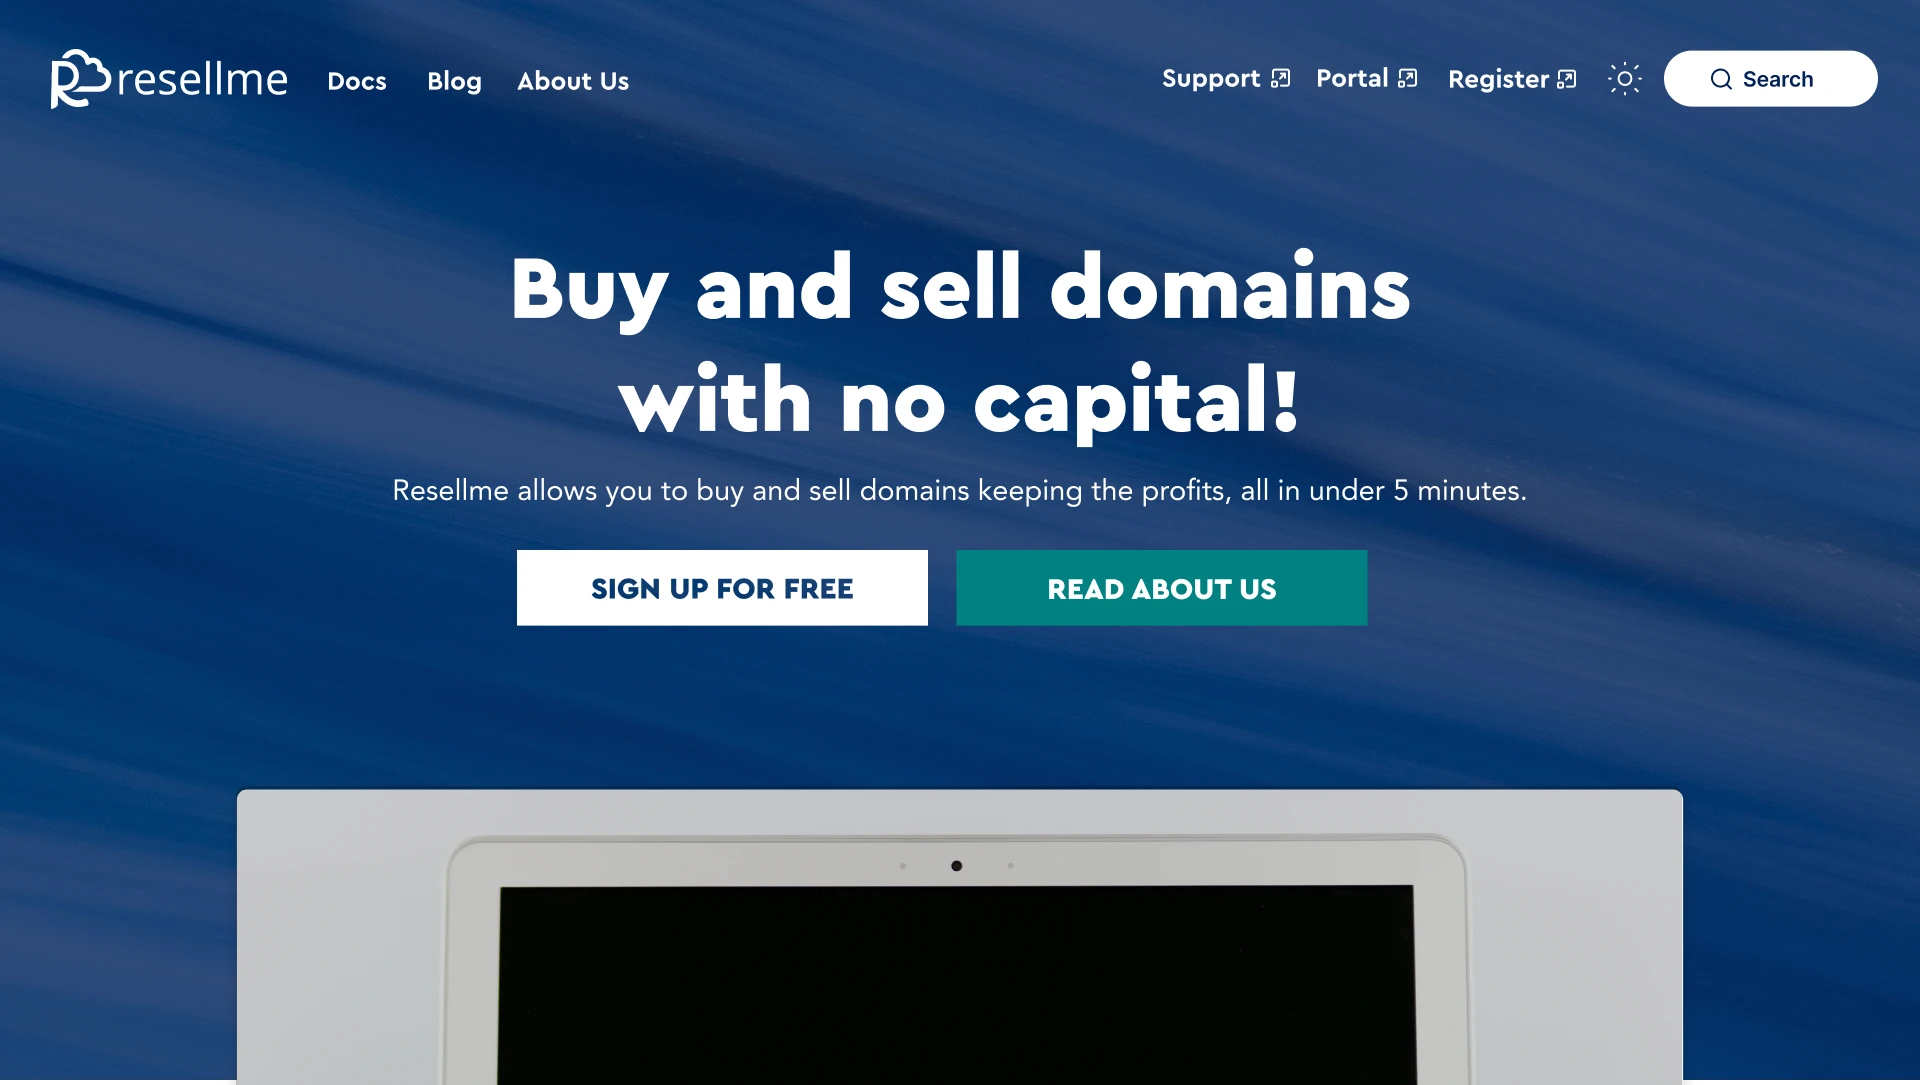 resellme Docs Blog About Us Support Portal Register Search
Buy and sell domains
with no capital!
Resellme allows you to buy and sell domains keeping the profits, all in under 5 minutes.
SIGN UP FOR FREE READ ABOUT US